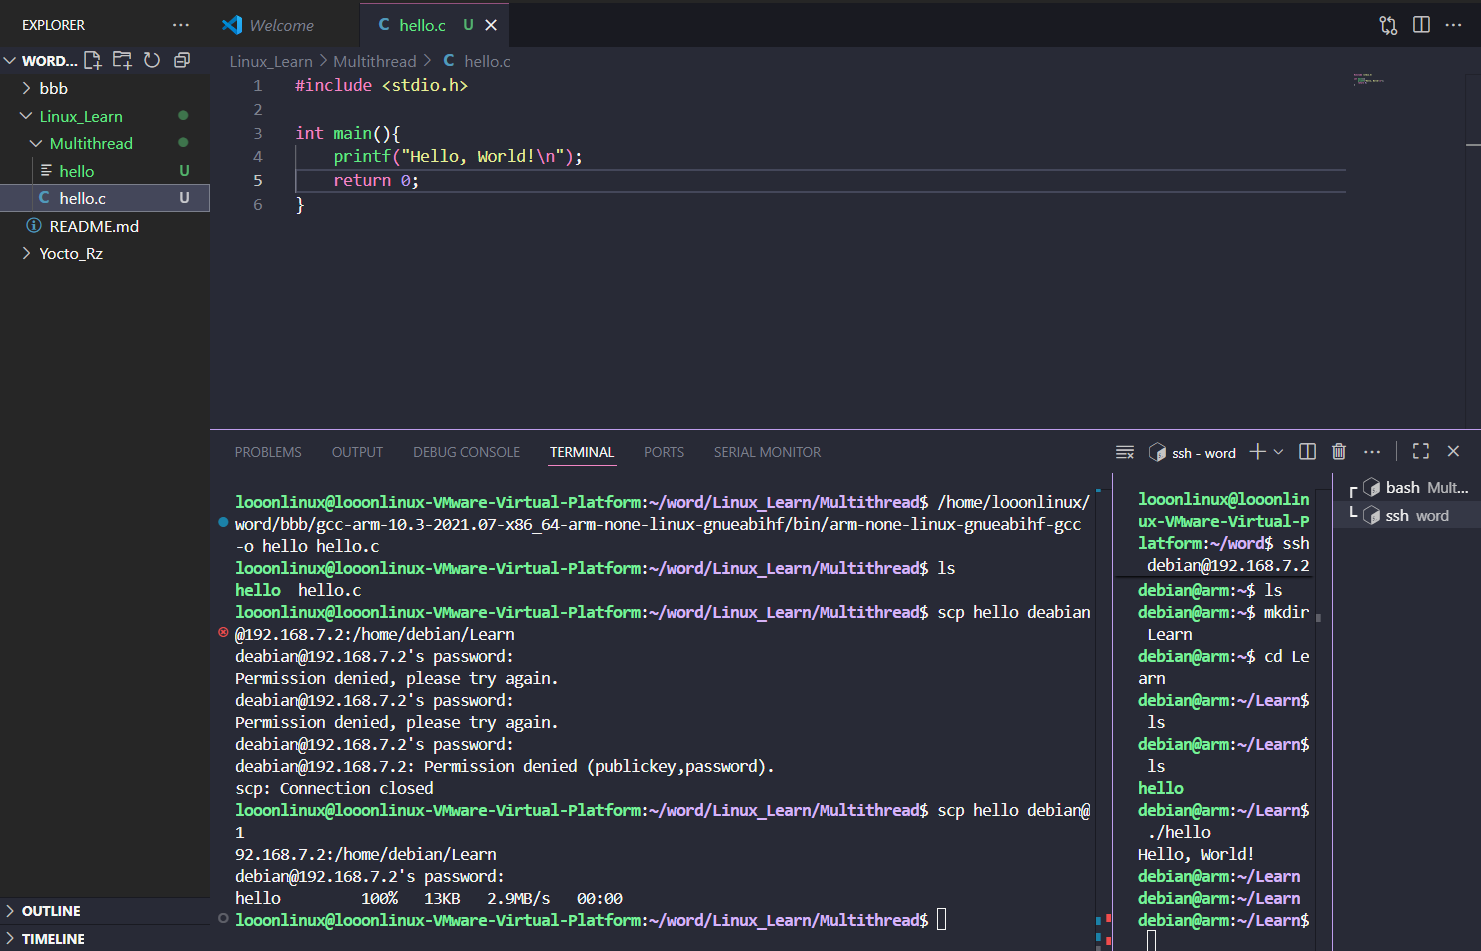 EXPLORER
Welcome
hello.c U
WORD...
bbb
Linux_Learn
Multithread
hello U
hello.c U
README.md
Yocto_Rz
OUTLINE
TIMELINE
Linux_Learn > Multithread > C hello.c
1 #include <stdio.h>
2
3 int main(){
4 printf("Hello, World!\n");
5 return 0;
6 }
PROBLEMS OUTPUT DEBUG CONSOLE TERMINAL PORTS SERIAL MONITOR
ssh - word
looonlinux@looonlinux-VMware-Virtual-Platform:~/word/Linux_Learn/Multithread$ /home/looonlinux/
word/bbb/gcc-arm-10.3-2021.07-x86_64-arm-none-linux-gnueabihf/bin/arm-none-linux-gnueabihf-gcc
-o hello hello.c
looonlinux@looonlinux-VMware-Virtual-Platform:~/word/Linux_Learn/Multithread$ ls
hello hello.c
looonlinux@looonlinux-VMware-Virtual-Platform:~/word/Linux_Learn/Multithread$ scp hello deabian
@192.168.7.2:/home/debian/Learn
deabian@192.168.7.2's password:
Permission denied, please try again.
deabian@192.168.7.2's password:
Permission denied, please try again.
deabian@192.168.7.2's password:
deabian@192.168.7.2: Permission denied (publickey,password).
scp: Connection closed
looonlinux@looonlinux-VMware-Virtual-Platform:~/word/Linux_Learn/Multithread$ scp hello debian@
1
92.168.7.2:/home/debian/Learn
debian@192.168.7.2's password:
hello 100% 13KB 2.9MB/s 00:00
looonlinux@looonlinux-VMware-Virtual-Platform:~/word/Linux_Learn/Multithread$
looonlinux@looonlin
ux-VMware-Virtual-P
latform:~/word$ ssh
debian@192.168.7.2
debian@arm:~$ ls
debian@arm:~$ mkdir
Learn
debian@arm:~$ cd Le
arn
debian@arm:~/Learn$
ls
debian@arm:~/Learn$
ls
hello
debian@arm:~/Learn$
./hello
Hello, World!
debian@arm:~/Learn
debian@arm:~/Learn
debian@arm:~/Learn$
bash Mult...
ssh word